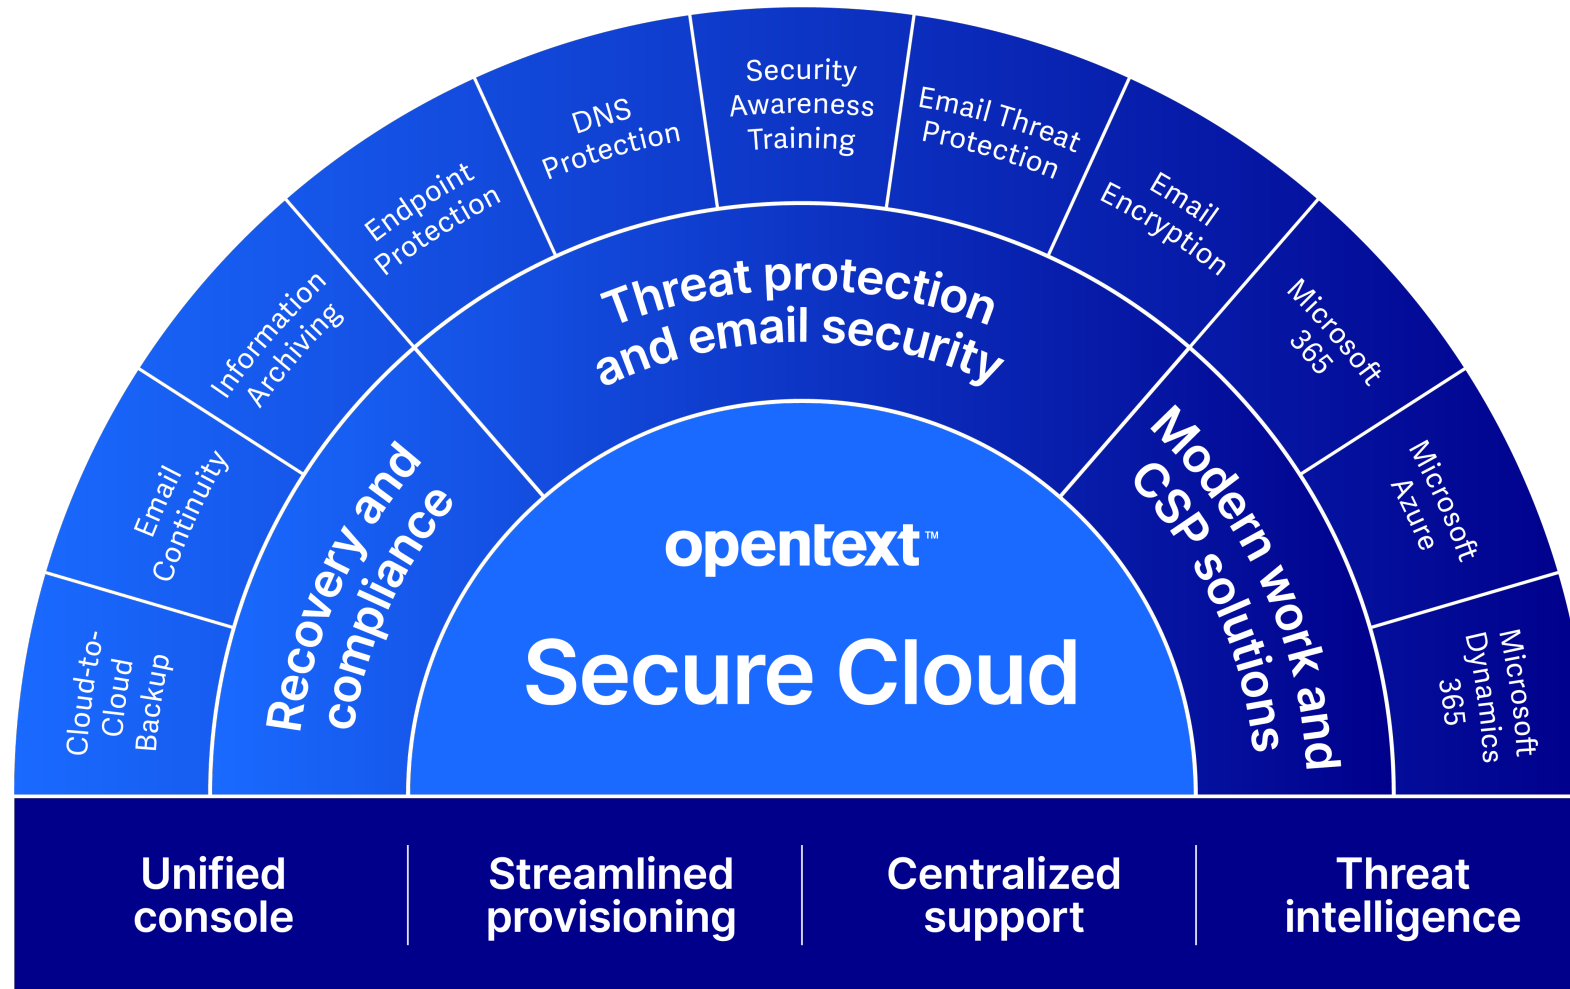 Security
Awareness
Training
DNS
Protection
Email Threat
Protection
Endpoint
Protection
Email
Encryption
Information
Archiving
Microsoft
365
Email
Continuity
Microsoft
Azure
Cloud-to-
Cloud
Backup
Microsoft
Dynamics
365
Threat protection
and email security
Recovery and
compliance
Modern work and
CSP solutions
opentext™
Secure Cloud
Unified
console
Streamlined
provisioning
Centralized
support
Threat
intelligence